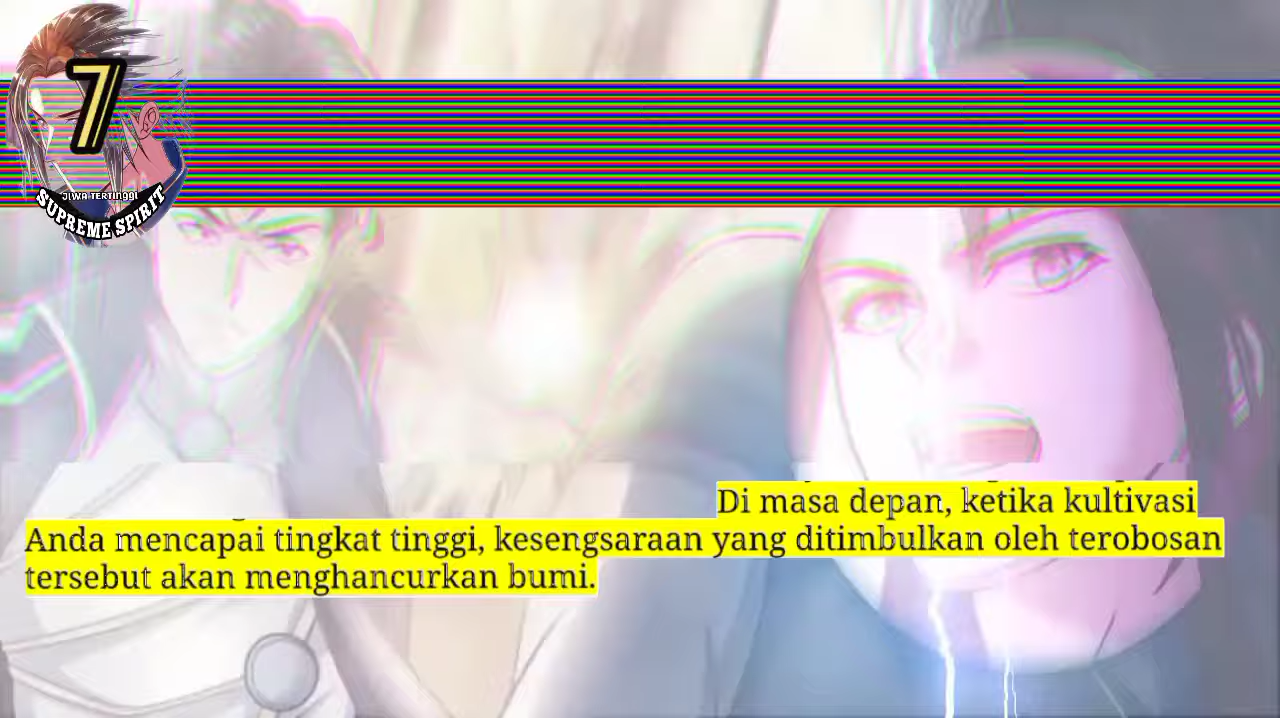 7
JIWA TERTINGGI
SUPREME SPIRIT
Di masa depan, ketika kultivasi
Anda mencapai tingkat tinggi, kesengsaraan yang ditimbulkan oleh terobosan
tersebut akan menghancurkan bumi.